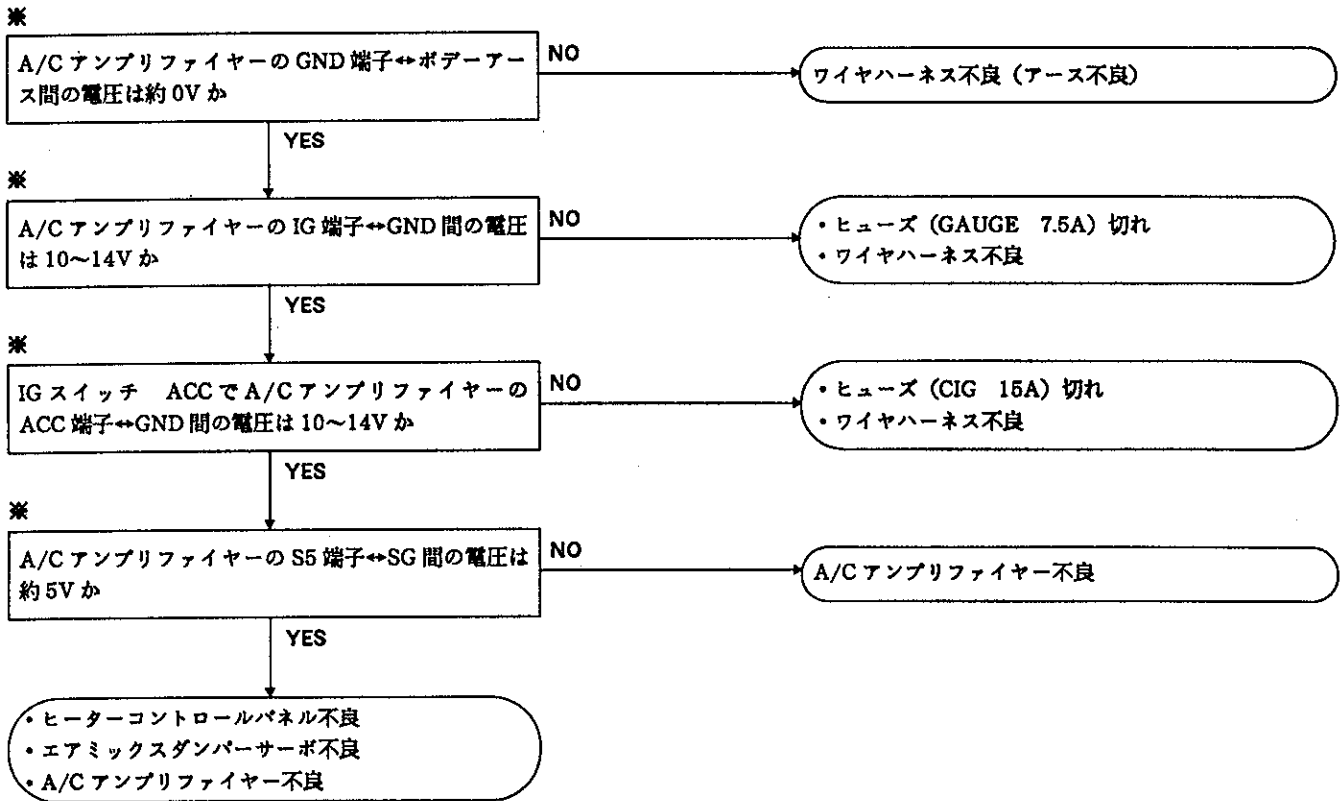 ※
A/C アンプリファイヤーの GND 端子↔ボデーアー
ス間の電圧は約 0V か
NO
ワイヤハーネス不良（アース不良）
YES
※
A/C アンプリファイヤーの IG 端子↔GND 間の電圧
は 10〜14V か
NO
・ヒューズ（GAUGE 7.5A）切れ
・ワイヤハーネス不良
YES
※
IG スイッチ ACC で A/C アンプリファイヤーの
ACC 端子↔GND 間の電圧は 10〜14V か
NO
・ヒューズ（CIG 15A）切れ
・ワイヤハーネス不良
YES
※
A/C アンプリファイヤーの S5 端子↔SG 間の電圧は
約 5V か
NO
A/C アンプリファイヤー不良
YES
・ヒーターコントロールパネル不良
・エアミックスダンパーサーボ不良
・A/C アンプリファイヤー不良